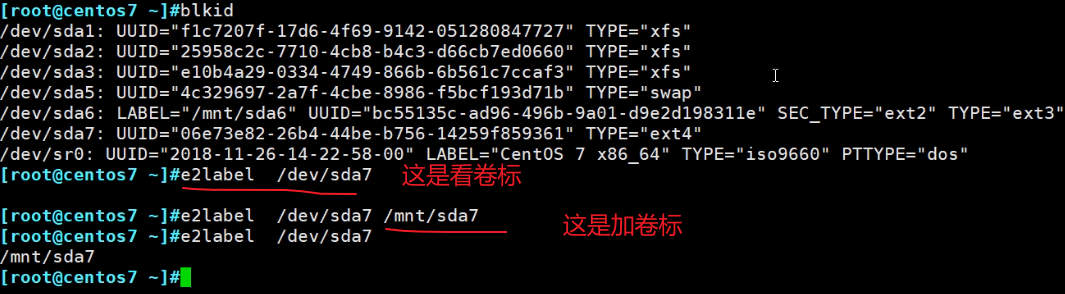 [root@centos7 ~]#blkid
/dev/sda1: UUID="f1c7207f-17d6-4f69-9142-051280847727" TYPE="xfs"
/dev/sda2: UUID="25958c2c-7710-4cb8-b4c3-d66cb7ed0660" TYPE="xfs"
/dev/sda3: UUID="e10b4a29-0334-4749-866b-6b561c7ccaf3" TYPE="xfs"
/dev/sda5: UUID="4c329697-2a7f-4cbe-8986-f5bcf193d71b" TYPE="swap"
/dev/sda6: LABEL="/mnt/sda6" UUID="bc55135c-ad96-496b-9a01-d9e2d198311e" SEC_TYPE="ext2" TYPE="ext3"
/dev/sda7: UUID="06e73e82-26b4-44be-b756-14259f859361" TYPE="ext4"
/dev/sr0: UUID="2018-11-26-14-22-58-00" LABEL="CentOS 7 x86_64" TYPE="iso9660" PTTYPE="dos"
[root@centos7 ~]#e2label  /dev/sda7 这是看卷标
[root@centos7 ~]#e2label  /dev/sda7 /mnt/sda7 这是加卷标
[root@centos7 ~]#e2label  /dev/sda7
/mnt/sda7
[root@centos7 ~]#